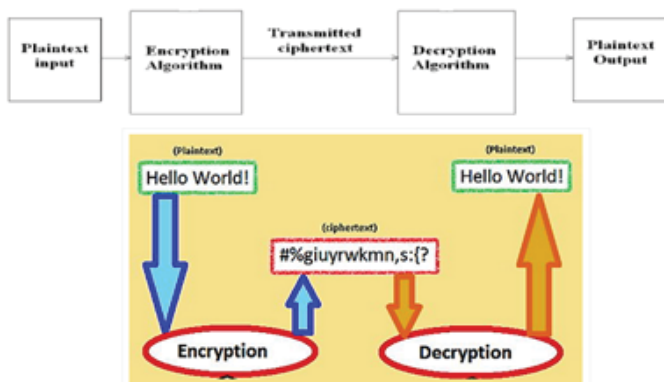 Plaintext
input
Encryption
Algorithm
Transmitted
ciphertext
Decryption
Algorithm
Plaintext
Output
(Plaintext)
Hello World!
(Plaintext)
Hello World!
(ciphertext)
#%giuyrwkmn,s:{?
Encryption
Decryption